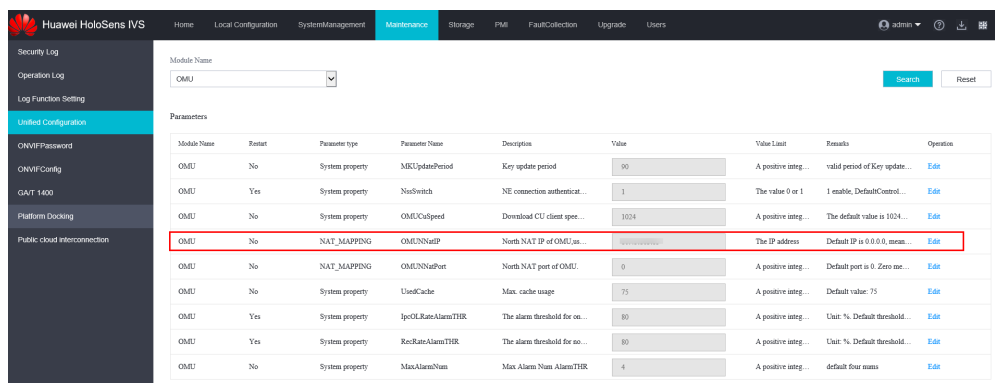 Huawei HoloSens IVS Home Local Configuration SystemManagement Maintenance Storage PMI FaultCollection Upgrade Users admin
Security Log
Operation Log
Log Function Setting
Unified Configuration
ONVIFPassword
ONVIFConfig
GA/T 1400
Platform Docking
Public cloud interconnection
Module Name
OMU Search Reset
Parameters
Module Name Restart Parameter type Parameter Name Description Value Value Limit Remarks Operation
OMU No System property MKUpdatePeriod Key update period 90 A positive integ... valid period of Key update... Edit
OMU Yes System property NssSwitch NE connection authenticat... 1 The value 0 or 1 1 enable, DefaultControl... Edit
OMU No System property OMUCuSpeed Download CU client spee... 1024 A positive integ... The default value is 1024... Edit
OMU No NAT_MAPPING OMUNNatIP North NAT IP of OMU,us... The IP address Default IP is 0.0.0.0, mean... Edit
OMU No NAT_MAPPING OMUNNatPort North NAT port of OMU. 0 A positive integ... Default port is 0. Zero me... Edit
OMU No System property UsedCache Max. cache usage 75 A positive integ... Default value: 75 Edit
OMU Yes System property IpcOLRateAlarmTHR The alarm threshold for on... 80 A positive integ... Unit: %. Default threshold... Edit
OMU Yes System property RecRateAlarmTHR The alarm threshold for no... 80 A positive integ... Unit: %. Default threshold... Edit
OMU No System property MaxAlarmNum Max Alarm Num AlarmTHR 4 A positive integ... default four nums Edit